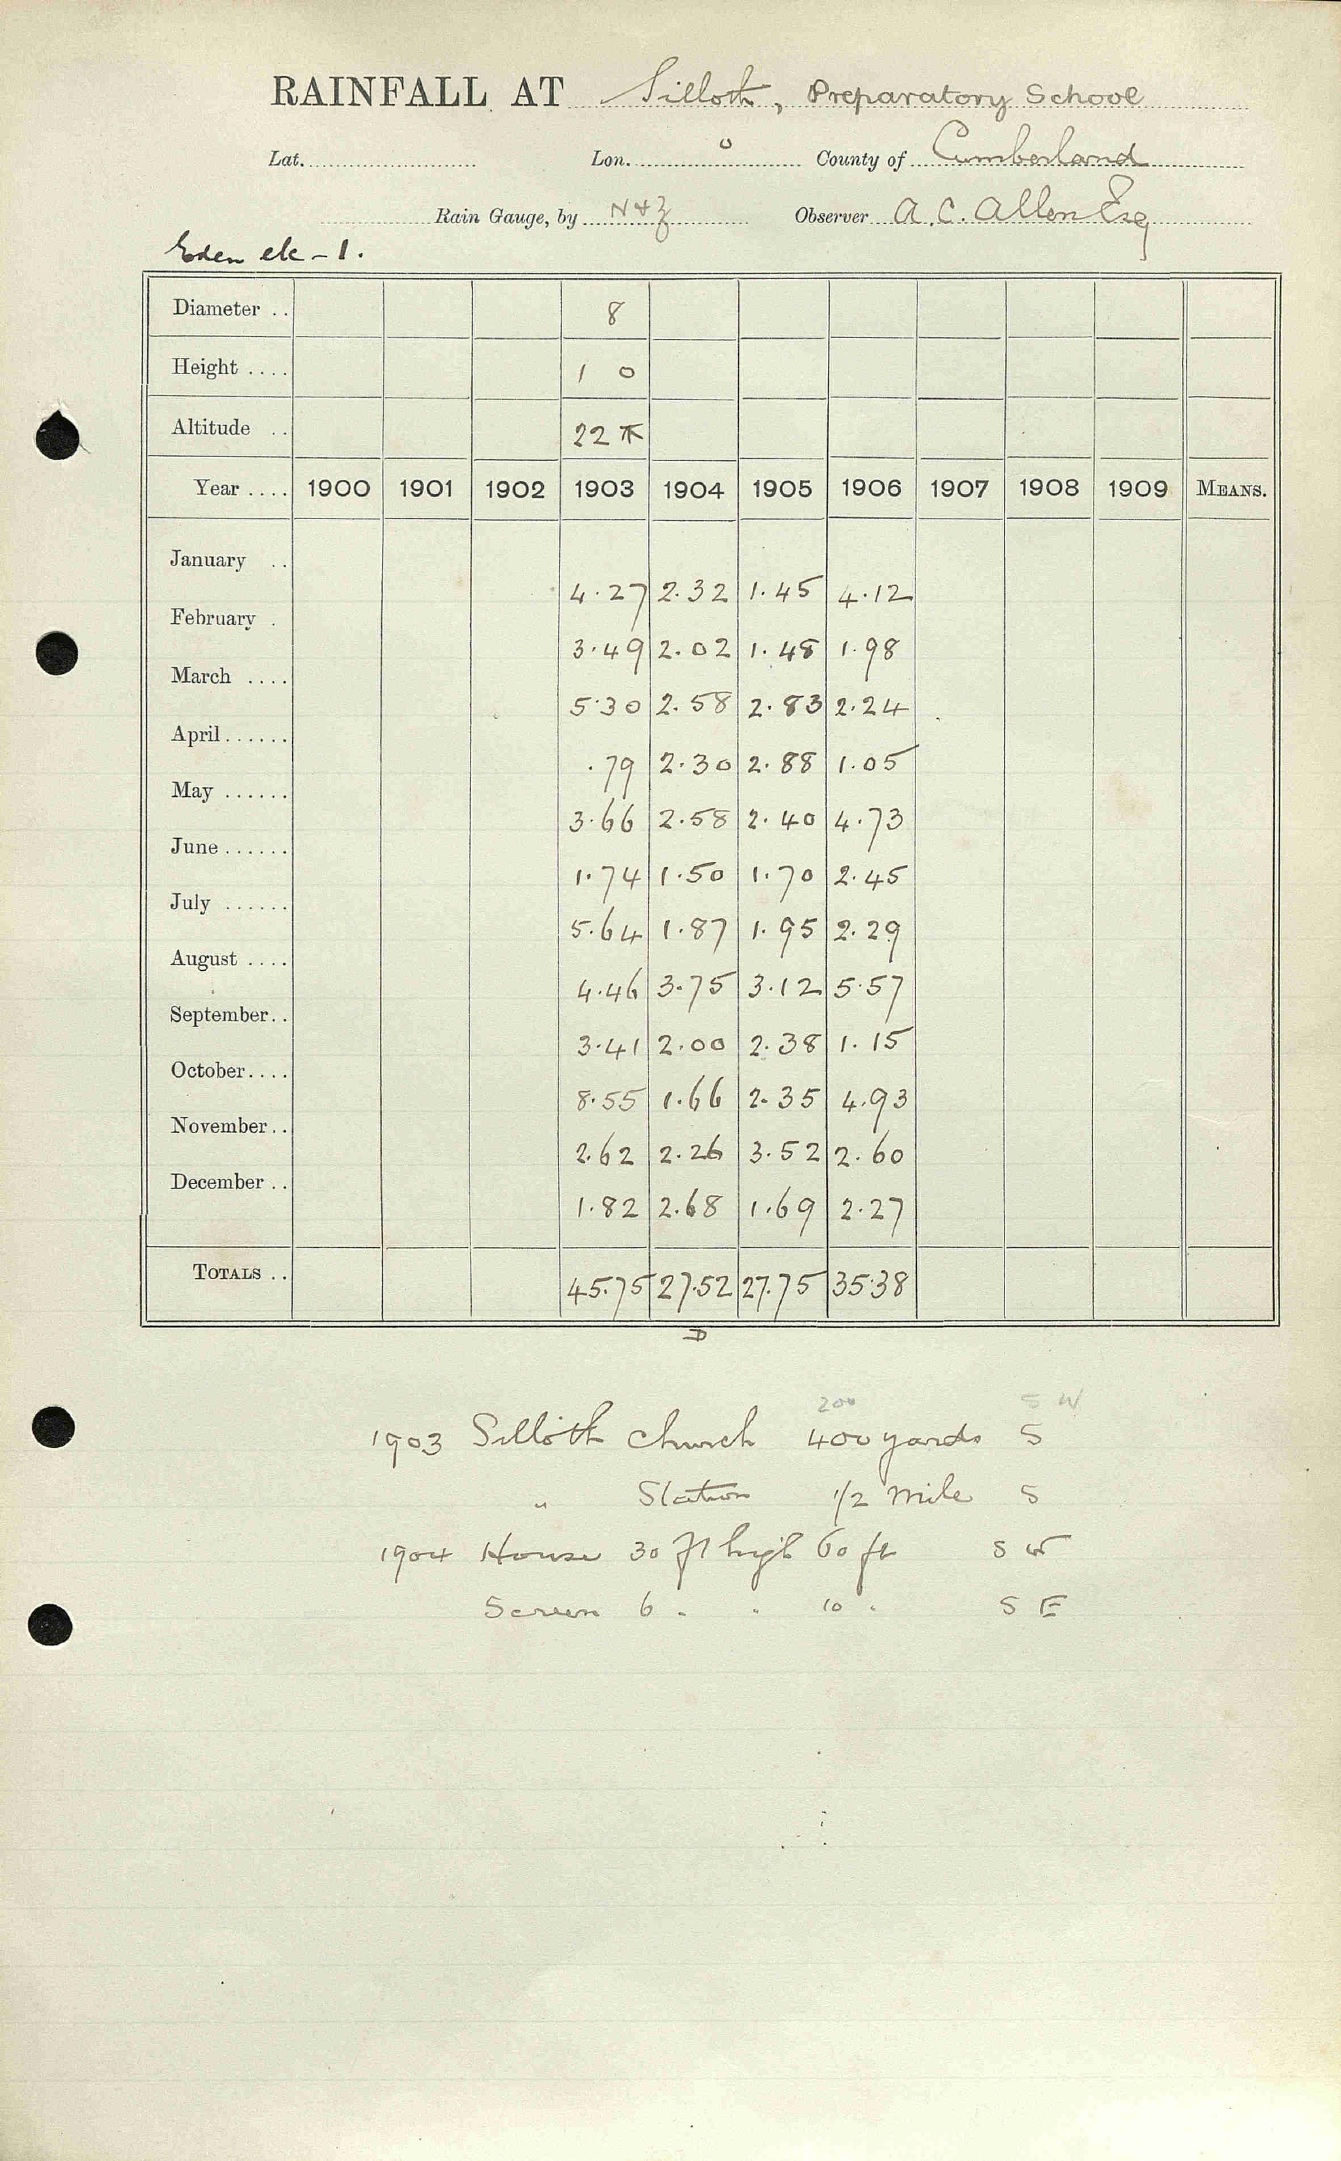 RAINFALL AT Silloth, Preparatory School
Lat. Lon. 0 County of Cumberland
Rain Gauge, by N & Z Observer A. C. Allen Esq
Eden etc - 1.
Diameter .. 8
Height .... 1 0
Altitude .. 22
Year .... 1900 1901 1902 1903 1904 1905 1906 1907 1908 1909 MEANS.
January .. 4.27 2.32 1.45 4.12
February . 3.49 2.02 1.48 1.98
March .... 5.30 2.58 2.83 2.24
April...... .79 2.30 2.88 1.05
May ...... 3.66 2.58 2.40 4.73
June ...... 1.74 1.50 1.70 2.45
July ...... 5.64 1.87 1.95 2.29
August .... 4.46 3.75 3.12 5.57
September.. 3.41 2.00 2.38 1.15
October.... 8.55 1.66 2.35 4.93
November.. 2.62 2.26 3.52 2.60
December .. 1.82 2.68 1.69 2.27
TOTALS .. 45.75 27.52 27.75 35.38
D
200 S W
1903 Silloth Church 400 yards S
" Station 1/2 mile S
1904 House 30 ft high 60 ft S W
Screen 6 " " 10 " S E